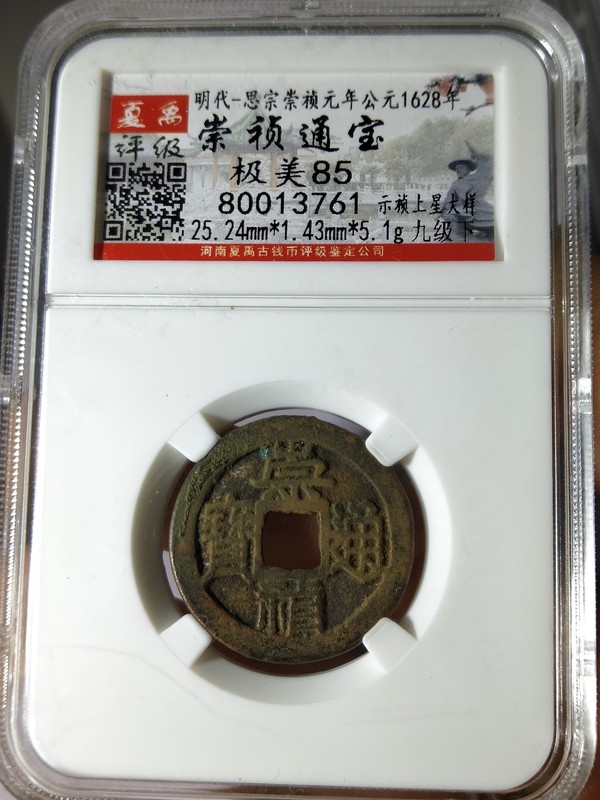 明代-思宗崇祯元年公元1628年
夏禹
评级
崇祯通宝
极美85
80013761 示祯上星大样
25.24mm*1.43mm*5.1g 九级下
河南夏禹古钱币评级鉴定公司
崇
寶 通
禎